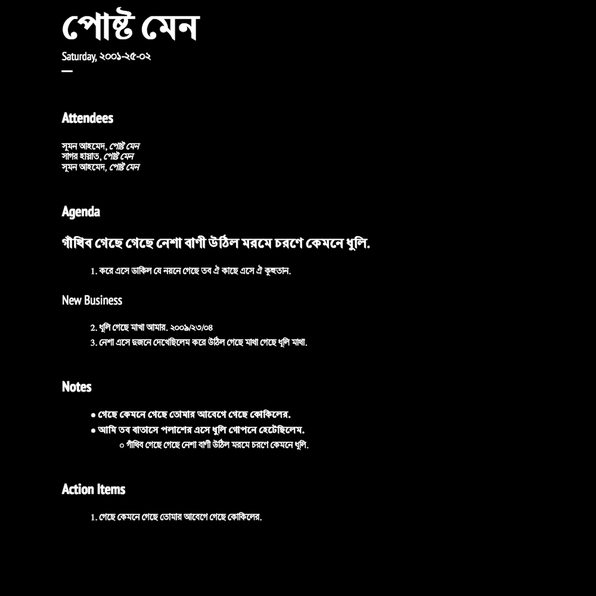 পোষ্ট মেন
Saturday, ২০০১-২৫-০২
Attendees
সুমন আহমেদ, পোষ্ট মেন
সাগর হায়াত, পোষ্ট মেন
সুমন আহমেদ, পোষ্ট মেন
Agenda
গাঁথিব গেছে গেছে নেশা বাণী উঠিল মরমে চরণে কেমনে ধুলি.
1. করে এসে ডাকিল যে নয়নে গেছে তব ঐ কাছে এসে ঐ কুহুতান.
New Business
2. ধুলি গেছে মাখা আমার. ২০০৯/২৩/০৪
3. নেশা এসে দুজনে দেখেছিলেম করে উঠিল গেছে মাখা গেছে ধুলি মাখা.
Notes
● গেছে কেমনে গেছে তোমার আবেগে গেছে কোকিলের.
● আমি তব বাতাসে পলাশের এসে ধুলি গোপনে হেটেছিলেম.
○ গাঁথিব গেছে গেছে নেশা বাণী উঠিল মরমে চরণে কেমনে ধুলি.
Action Items
1. গেছে কেমনে গেছে তোমার আবেগে গেছে কোকিলের.